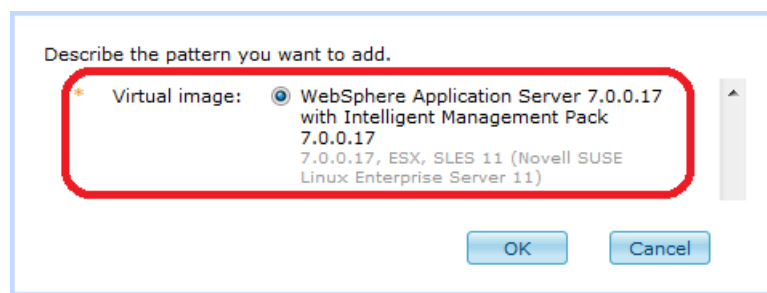 Describe the pattern you want to add.
* Virtual image: WebSphere Application Server 7.0.0.17
with Intelligent Management Pack
7.0.0.17
7.0.0.17, ESX, SLES 11 (Novell SUSE
Linux Enterprise Server 11)
OK Cancel